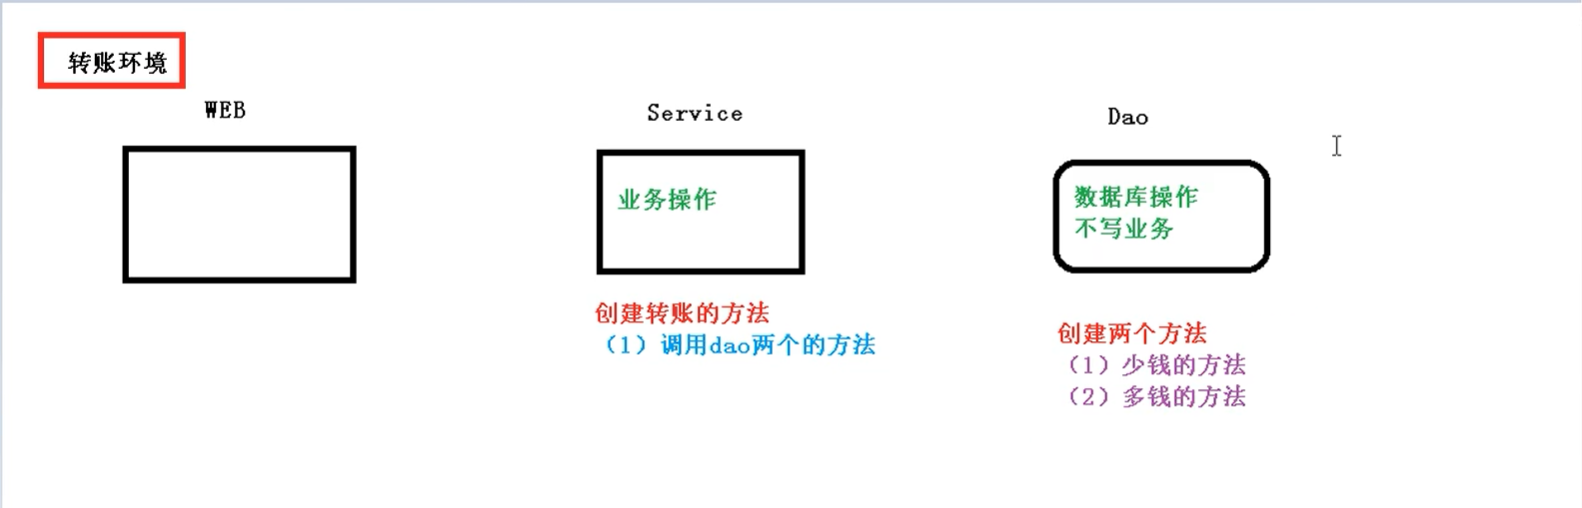 转账环境
WEB
Service
Dao
业务操作
数据库操作
不写业务
创建转账的方法
（1）调用dao两个的方法
创建两个方法
（1）少钱的方法
（2）多钱的方法